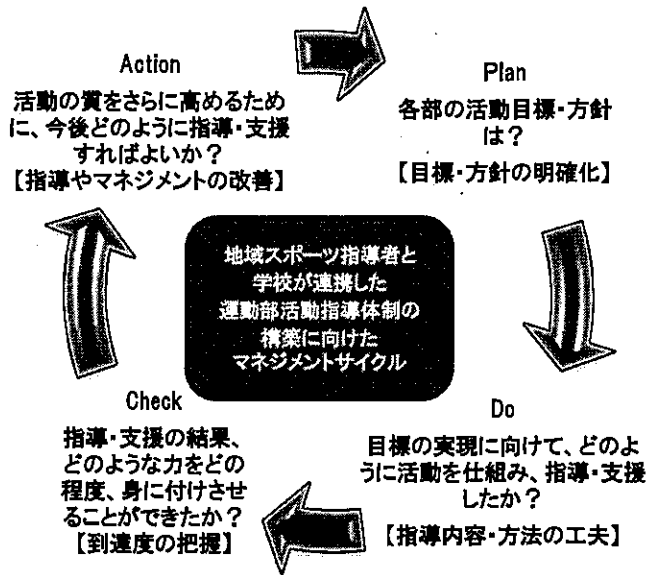 Action
活動の質をさらに高めるため
に、今後どのように指導・支援
すればよいか？
【指導やマネジメントの改善】
Plan
各部の活動目標・方針
は？
【目標・方針の明確化】
地域スポーツ指導者と
学校が連携した
運動部活動指導体制の
構築に向けた
マネジメントサイクル
Check
指導・支援の結果、
どのような力をどの
程度、身に付けさせ
ることができたか？
【到達度の把握】
Do
目標の実現に向けて、どのよ
うに活動を仕組み、指導・支援
したか？
【指導内容・方法の工夫】